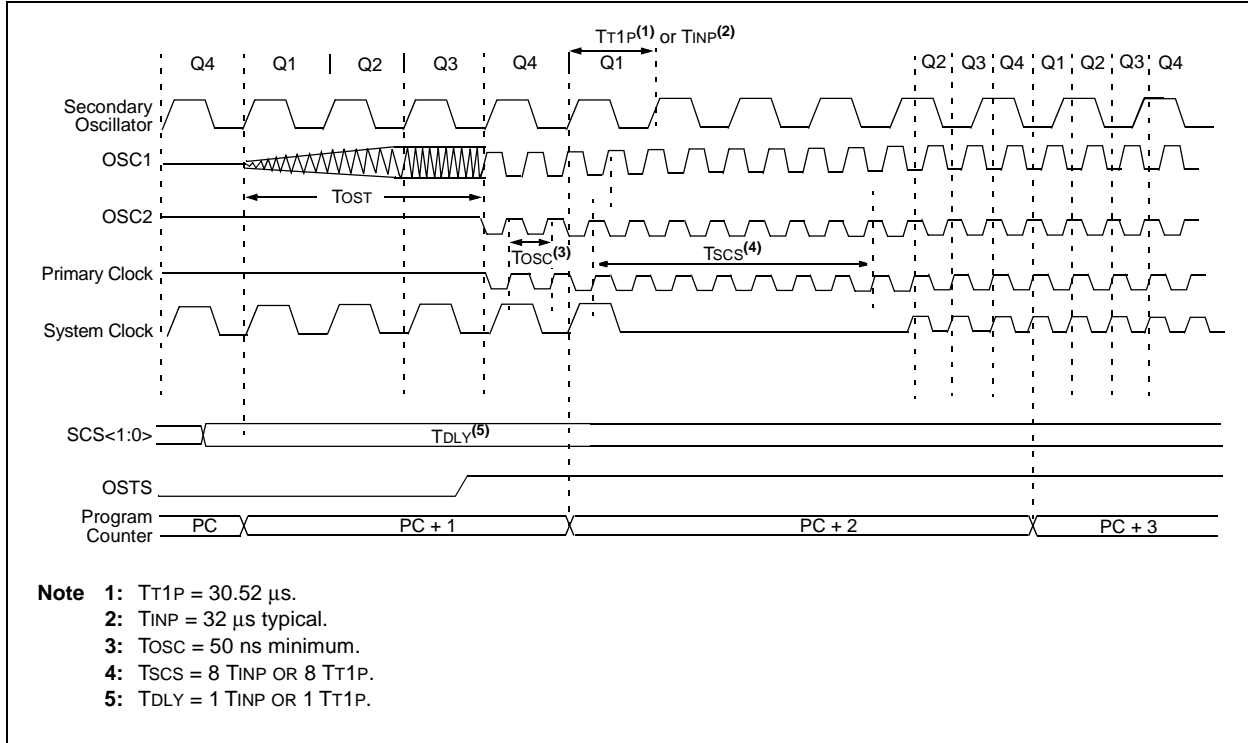 TT1P(1) or TINP(2)
Q4 Q1 Q2 Q3 Q4 Q1 Q2 Q3 Q4 Q1 Q2 Q3 Q4
Secondary
Oscillator
OSC1
TOST
OSC2
TOSC(3)
TSCS(4)
Primary Clock
System Clock
SCS<1:0>
TDLY(5)
OSTS
Program
Counter
PC PC + 1 PC + 2 PC + 3
Note 1: TT1P = 30.52 μs.
2: TINP = 32 μs typical.
3: TOSC = 50 ns minimum.
4: TSCS = 8 TINP OR 8 TT1P.
5: TDLY = 1 TINP OR 1 TT1P.